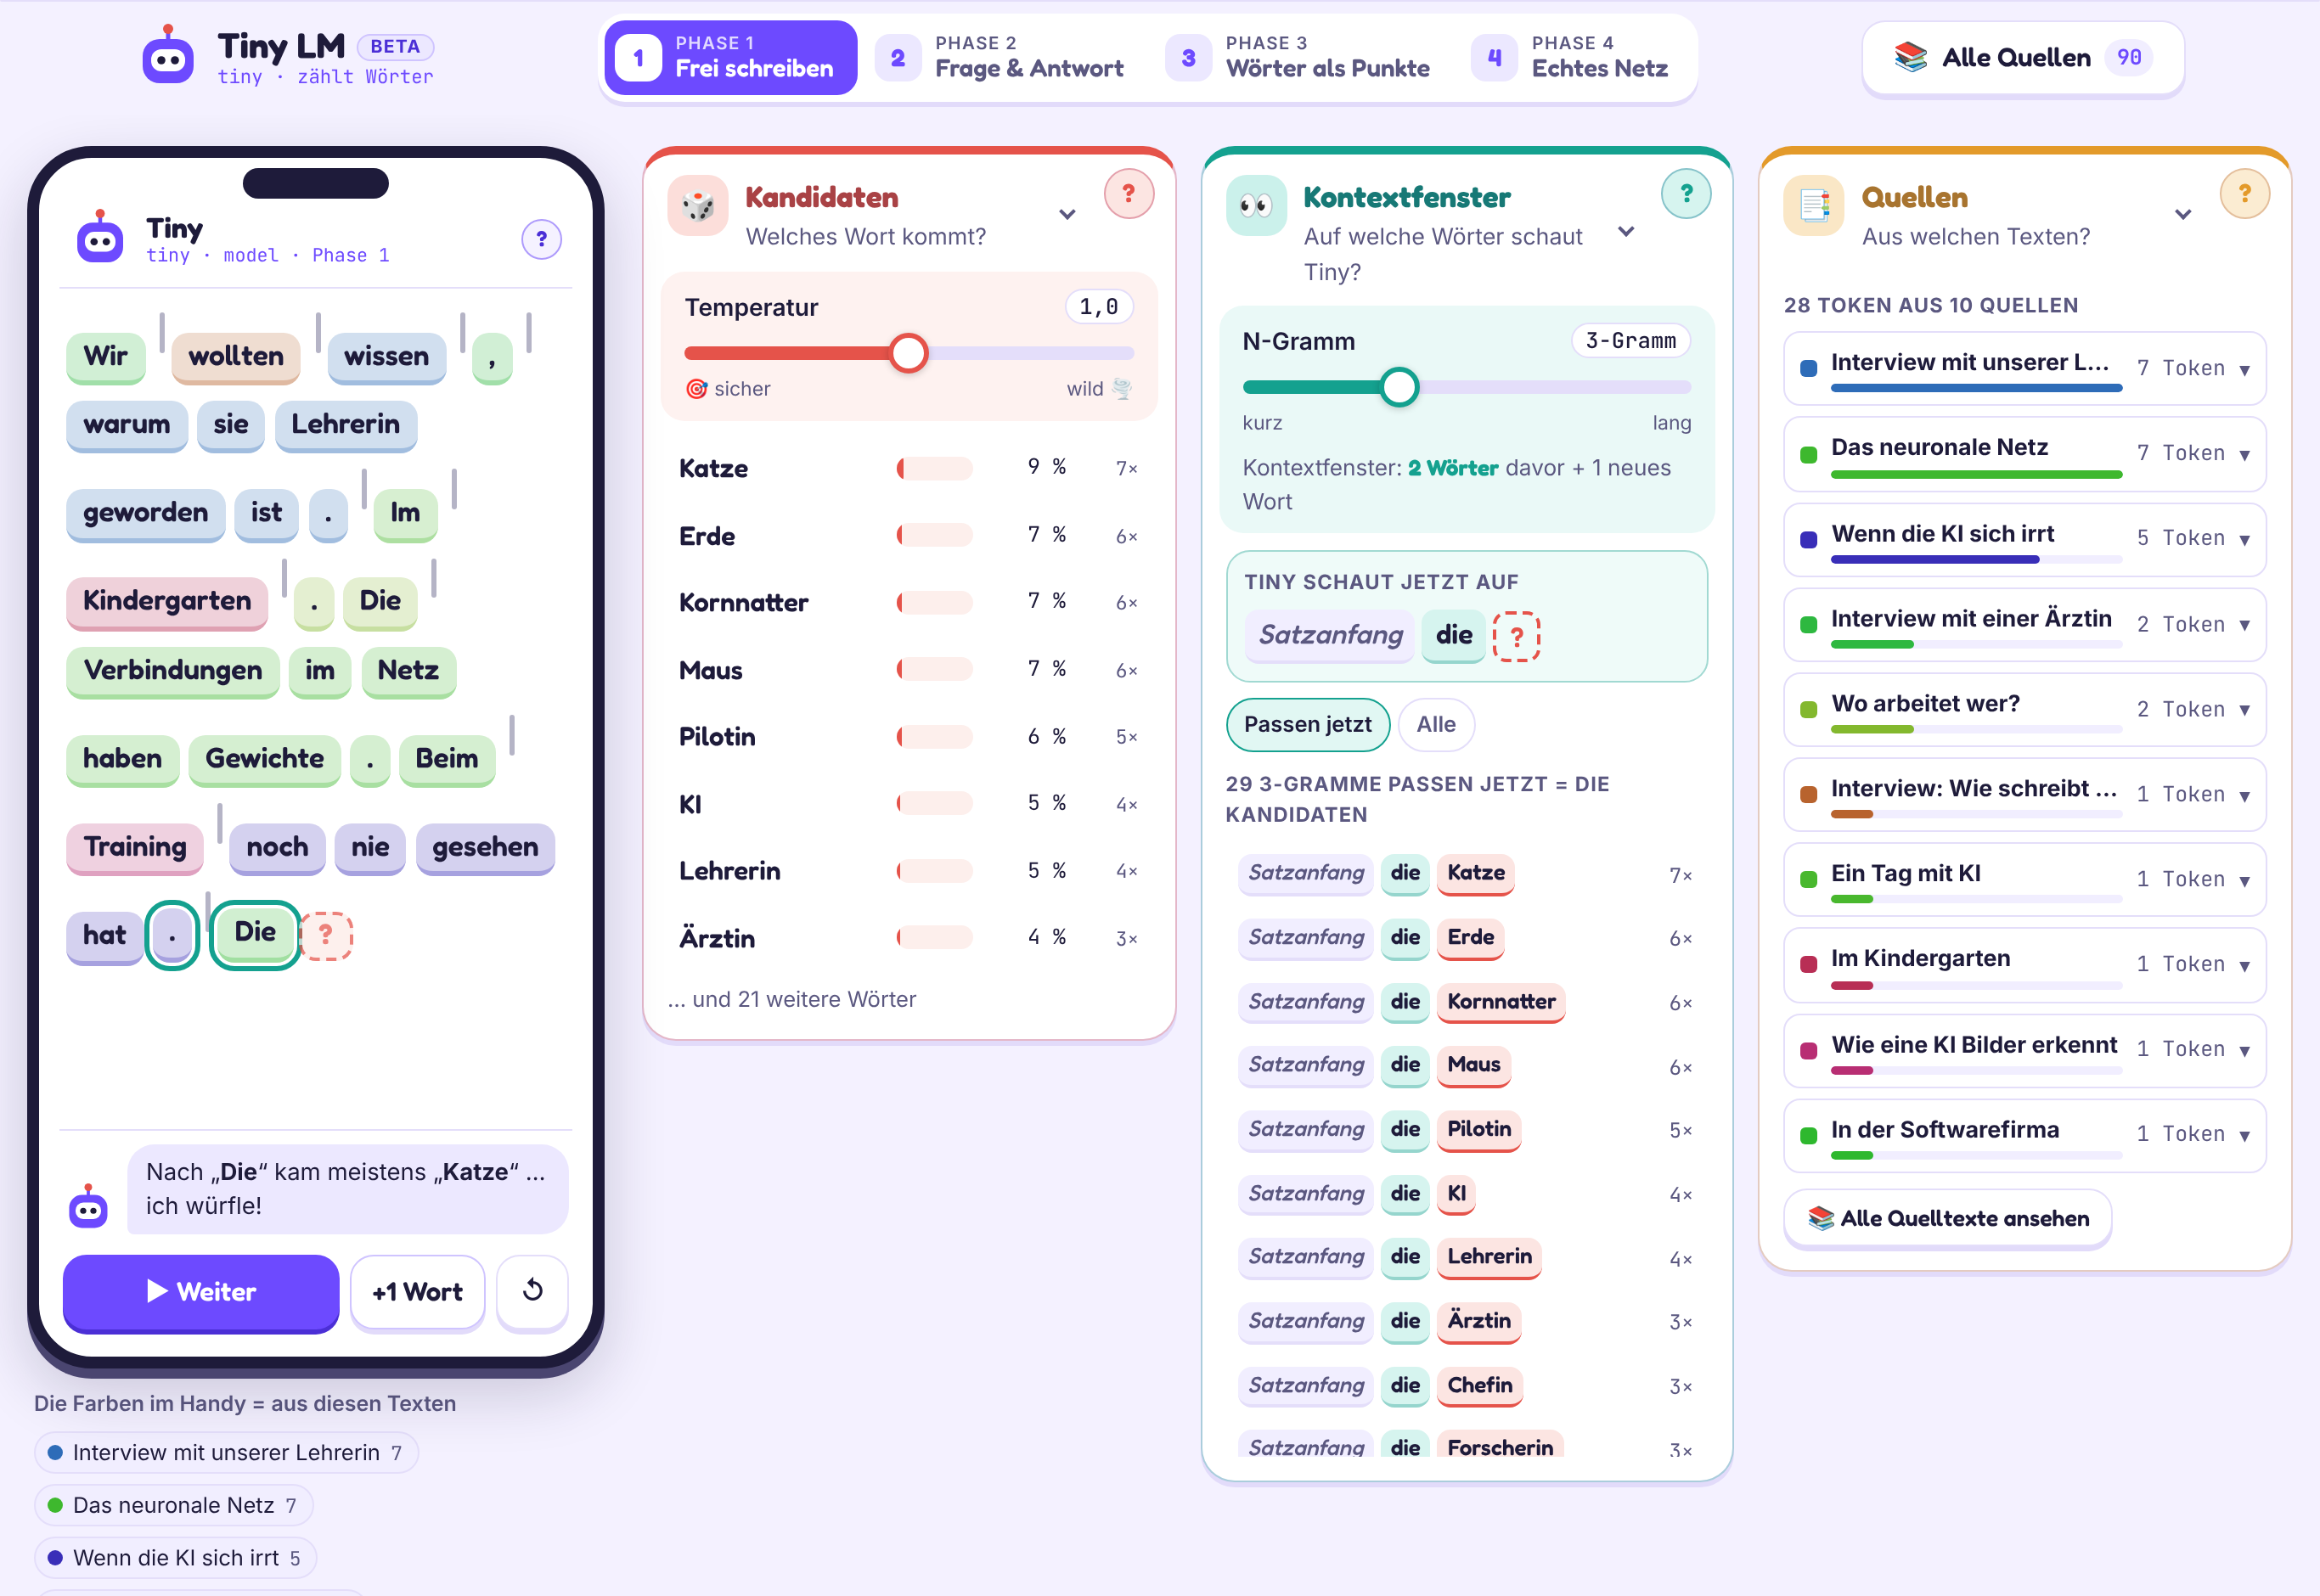 Tiny LM BETA
tiny · zählt Wörter
1 PHASE 1 Frei schreiben
2 PHASE 2 Frage & Antwort
3 PHASE 3 Wörter als Punkte
4 PHASE 4 Echtes Netz
Alle Quellen 90
Tiny
tiny · model · Phase 1
?
Wir wollten wissen ,
warum sie Lehrerin
geworden ist . Im
Kindergarten . Die
Verbindungen im Netz
haben Gewichte . Beim
Training noch nie gesehen
hat . Die ?
Nach „Die“ kam meistens „Katze“ …
ich würfle!
Weiter
+1 Wort
Die Farben im Handy = aus diesen Texten
Interview mit unserer Lehrerin 7
Das neuronale Netz 7
Wenn die KI sich irrt 5
Kandidaten
?
Welches Wort kommt?
Temperatur 1,0
sicher wild
Katze 9 % 7×
Erde 7 % 6×
Kornnatter 7 % 6×
Maus 7 % 6×
Pilotin 6 % 5×
KI 5 % 4×
Lehrerin 5 % 4×
Ärztin 4 % 3×
… und 21 weitere Wörter
Kontextfenster
?
Auf welche Wörter schaut
Tiny?
N-Gramm 3-Gramm
kurz lang
Kontextfenster: 2 Wörter davor + 1 neues
Wort
TINY SCHAUT JETZT AUF
Satzanfang die ?
Passen jetzt Alle
29 3-GRAMME PASSEN JETZT = DIE
KANDIDATEN
Satzanfang die Katze 7×
Satzanfang die Erde 6×
Satzanfang die Kornnatter 6×
Satzanfang die Maus 6×
Satzanfang die Pilotin 5×
Satzanfang die KI 4×
Satzanfang die Lehrerin 4×
Satzanfang die Ärztin 3×
Satzanfang die Chefin 3×
Satzanfang die Forscherin 3×
Quellen
?
Aus welchen Texten?
28 TOKEN AUS 10 QUELLEN
Interview mit unserer L… 7 Token ▼
Das neuronale Netz 7 Token ▼
Wenn die KI sich irrt 5 Token ▼
Interview mit einer Ärztin 2 Token ▼
Wo arbeitet wer? 2 Token ▼
Interview: Wie schreibt … 1 Token ▼
Ein Tag mit KI 1 Token ▼
Im Kindergarten 1 Token ▼
Wie eine KI Bilder erkennt 1 Token ▼
In der Softwarefirma 1 Token ▼
Alle Quelltexte ansehen